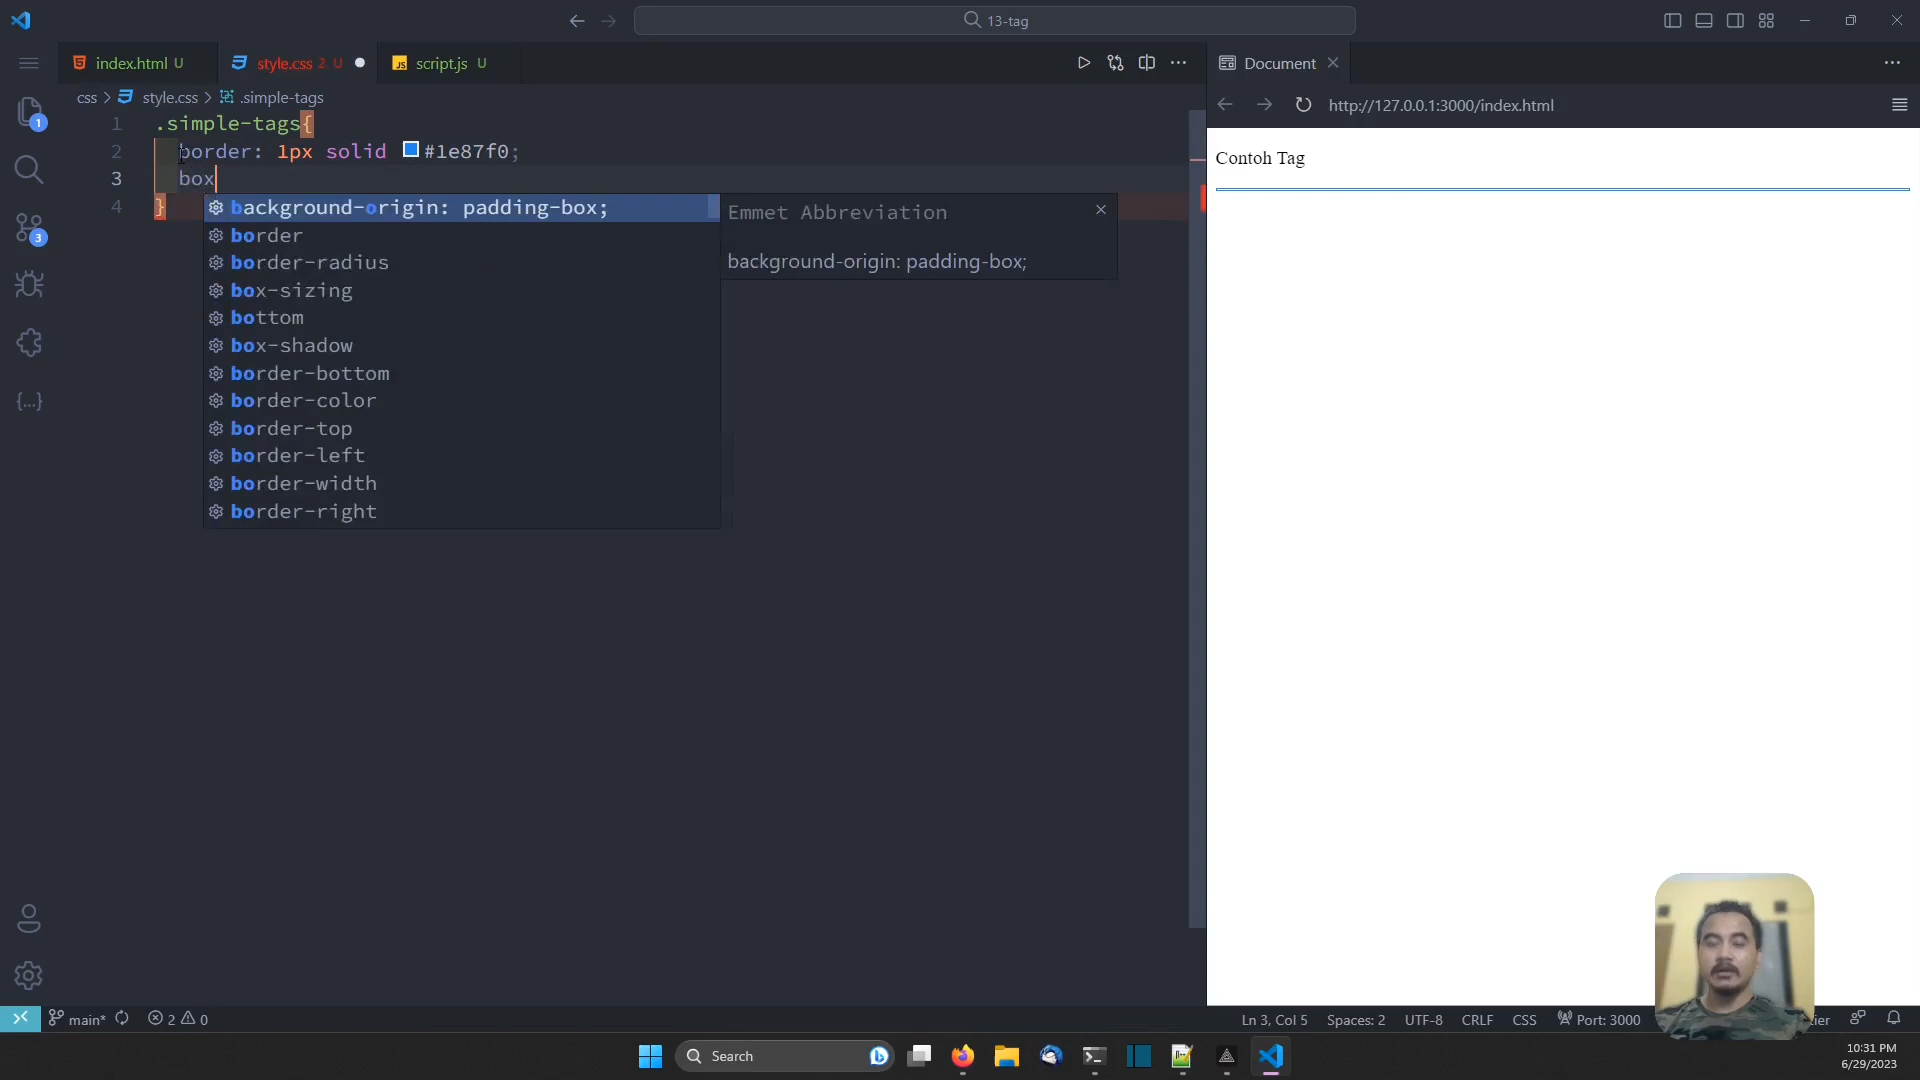 13-tag
index.html U
style.css 2 U
script.js U
Document
css > style.css > .simple-tags
http://127.0.0.1:3000/index.html
1 .simple-tags{
2 border: 1px solid #1e87f0;
3 box
4 }
background-origin: padding-box;
border
border-radius
box-sizing
bottom
box-shadow
border-bottom
border-color
border-top
border-left
border-width
border-right
Emmet Abbreviation
background-origin: padding-box;
Contoh Tag
1
3
{...}
main* 2 0
Ln 3, Col 5 Spaces: 2 UTF-8 CRLF CSS Port: 3000
Search
10:31 PM
6/29/2023